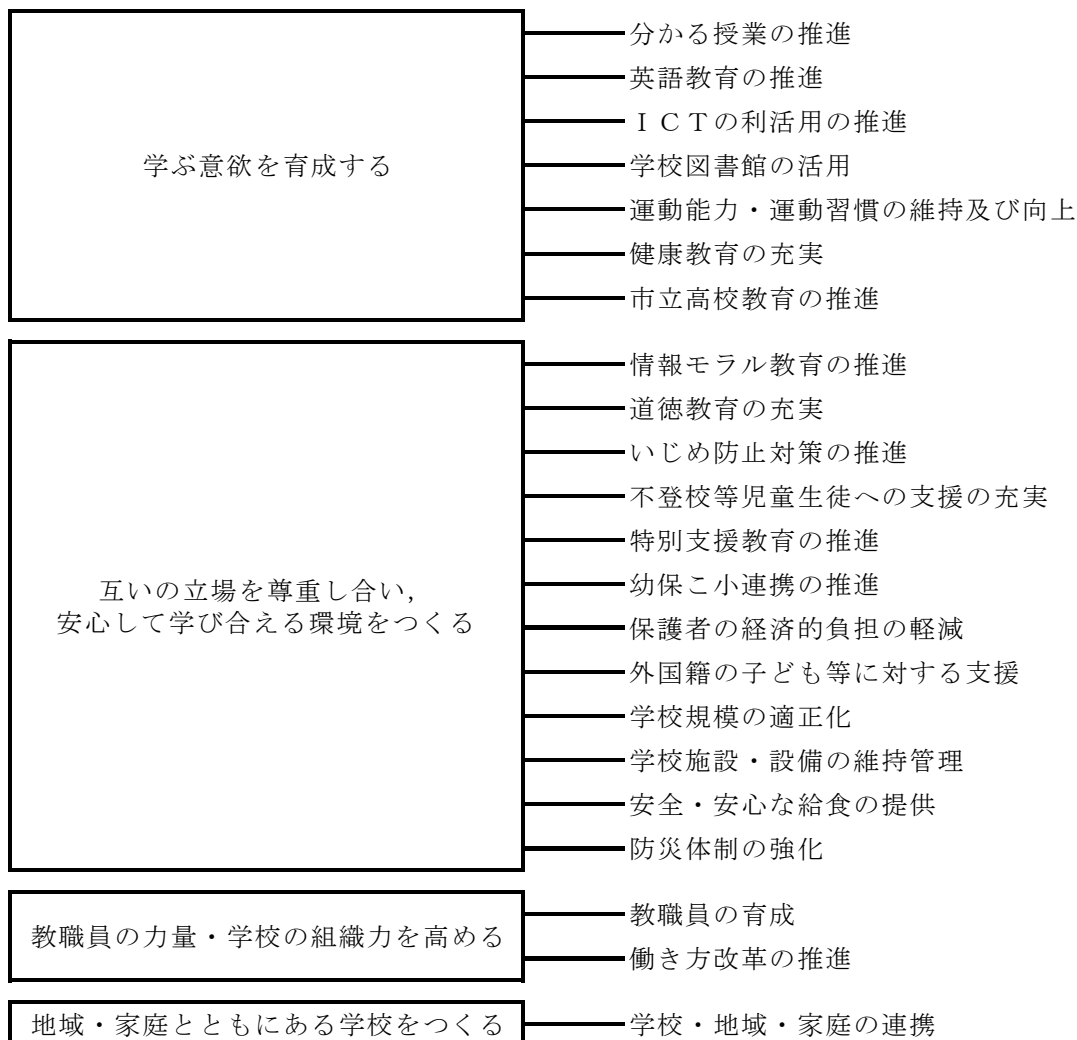 学ぶ意欲を育成する
分かる授業の推進
英語教育の推進
ＩＣＴの利活用の推進
学校図書館の活用
運動能力・運動習慣の維持及び向上
健康教育の充実
市立高校教育の推進
互いの立場を尊重し合い，
安心して学び合える環境をつくる
情報モラル教育の推進
道徳教育の充実
いじめ防止対策の推進
不登校等児童生徒への支援の充実
特別支援教育の推進
幼保こ小連携の推進
保護者の経済的負担の軽減
外国籍の子ども等に対する支援
学校規模の適正化
学校施設・設備の維持管理
安全・安心な給食の提供
防災体制の強化
教職員の力量・学校の組織力を高める
教職員の育成
働き方改革の推進
地域・家庭とともにある学校をつくる
学校・地域・家庭の連携